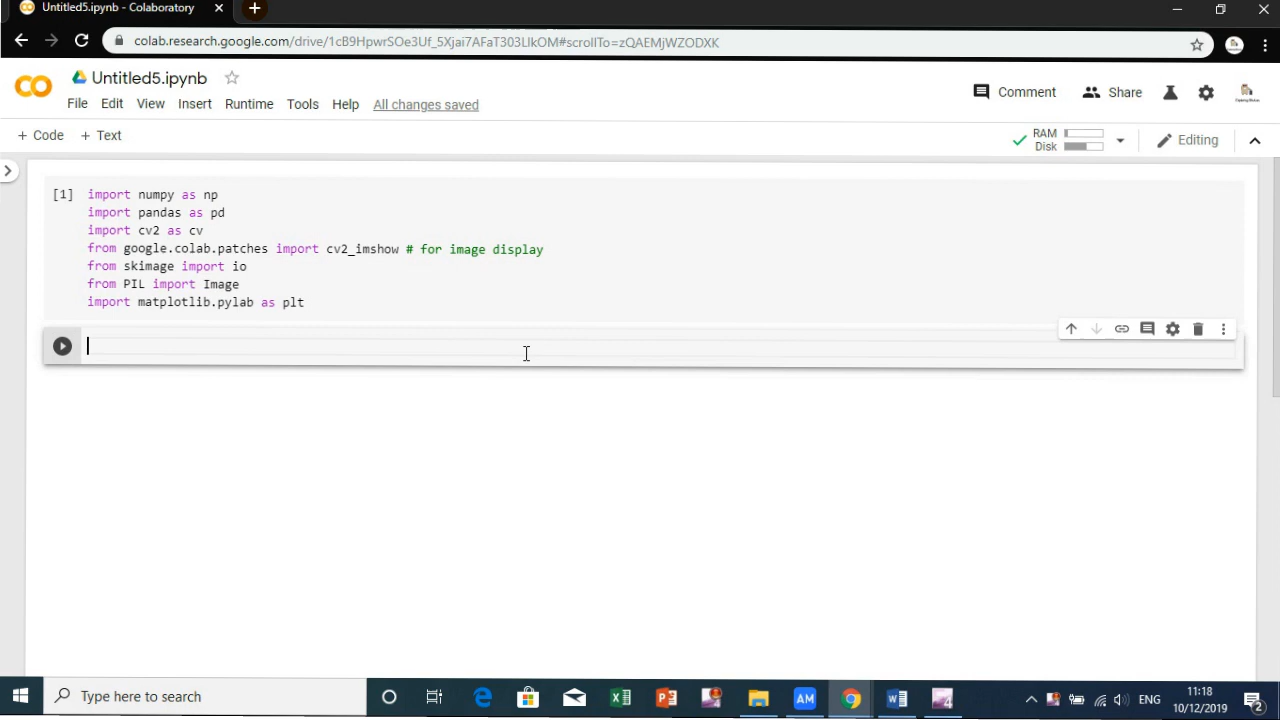 Untitled5.ipynb - Colaboratory
colab.research.google.com/drive/1cB9HpwrSOe3Uf_5Xjai7AFaT303LlkOM#scrollTo=zQAEMjWZODXK
Untitled5.ipynb
File Edit View Insert Runtime Tools Help All changes saved
Comment Share
+ Code + Text
RAM
Disk
Editing
[1] import numpy as np
import pandas as pd
import cv2 as cv
from google.colab.patches import cv2_imshow # for image display
from skimage import io
from PIL import Image
import matplotlib.pylab as plt
Type here to search
AM
4
ENG
11:18
10/12/2019
2